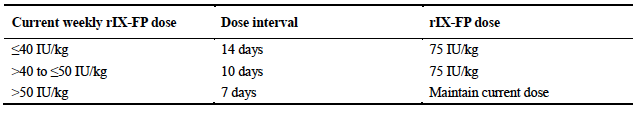 Current weekly rIX-FP dose Dose interval rIX-FP dose
≤40 IU/kg 14 days 75 IU/kg
>40 to ≤50 IU/kg 10 days 75 IU/kg
>50 IU/kg 7 days Maintain current dose